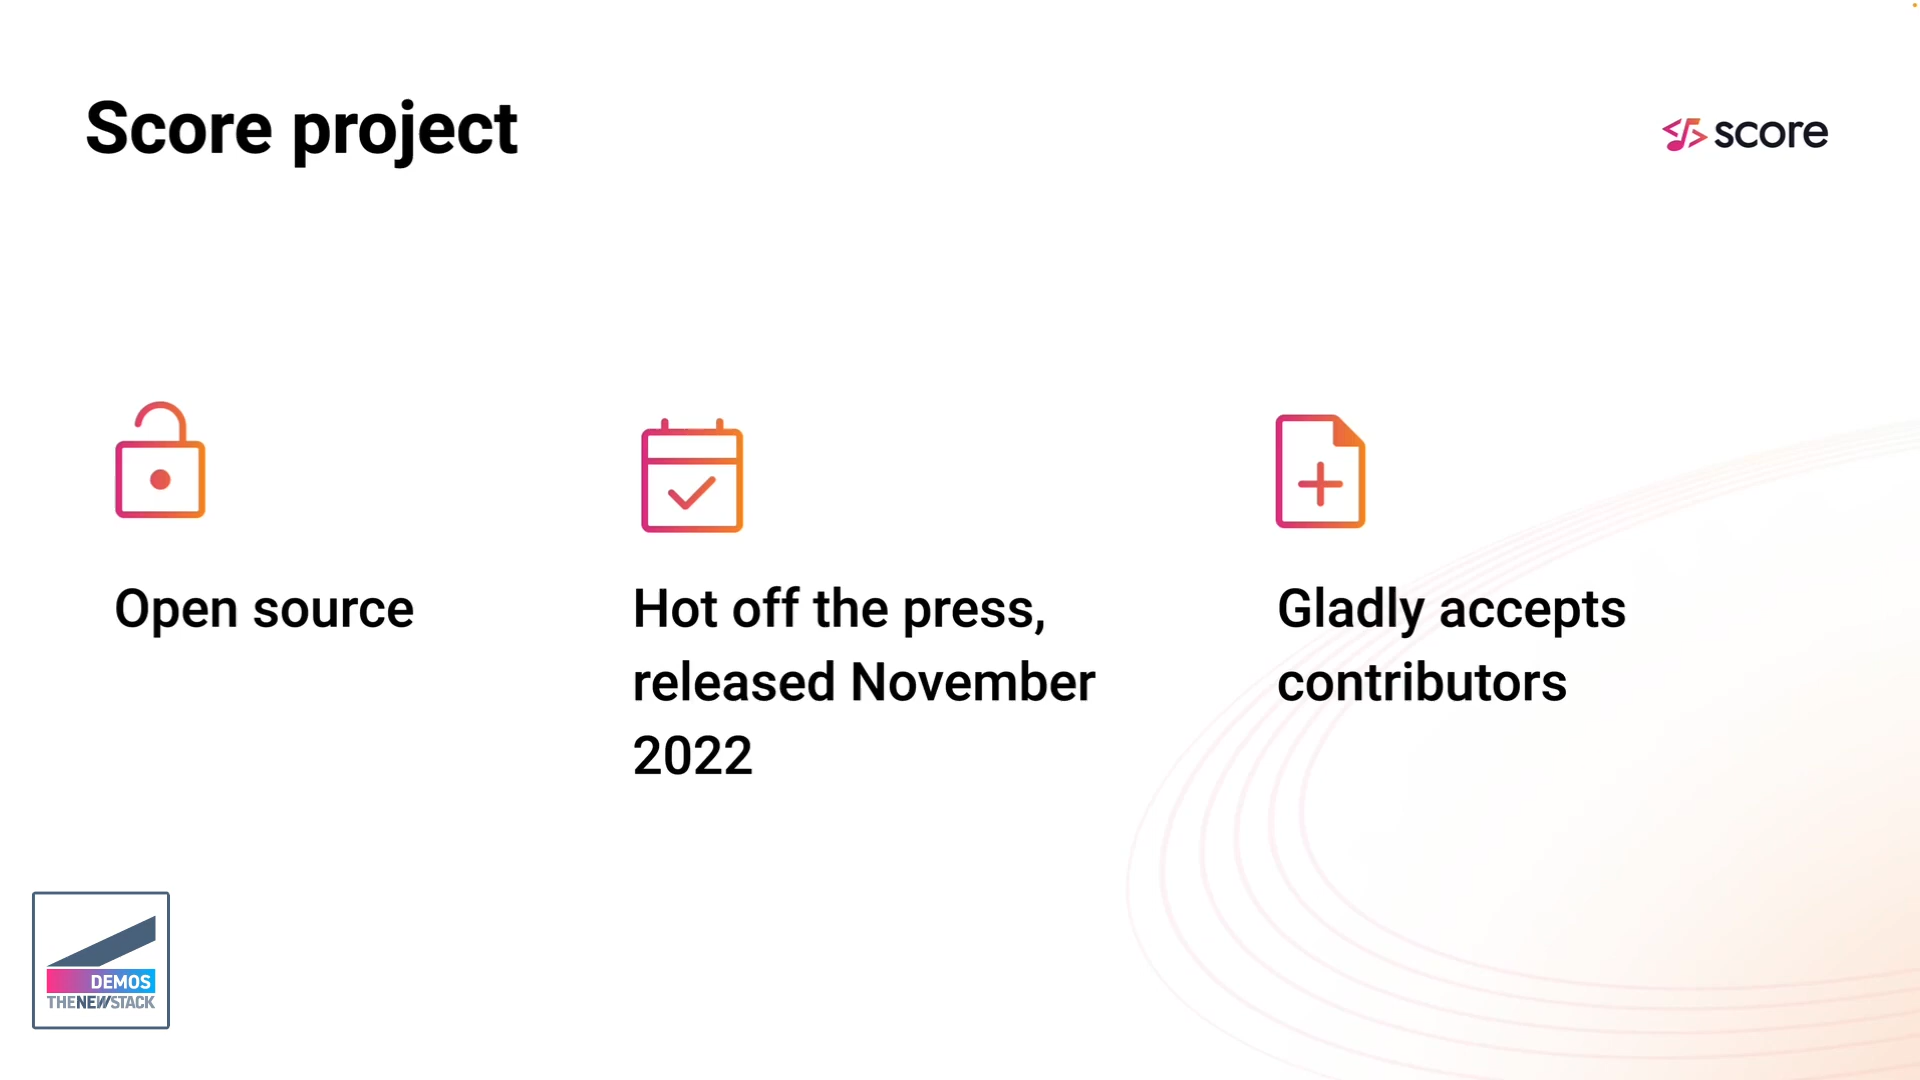 Score project
score
Open source
Hot off the press,
released November
2022
Gladly accepts
contributors
DEMOS
THENEWSTACK